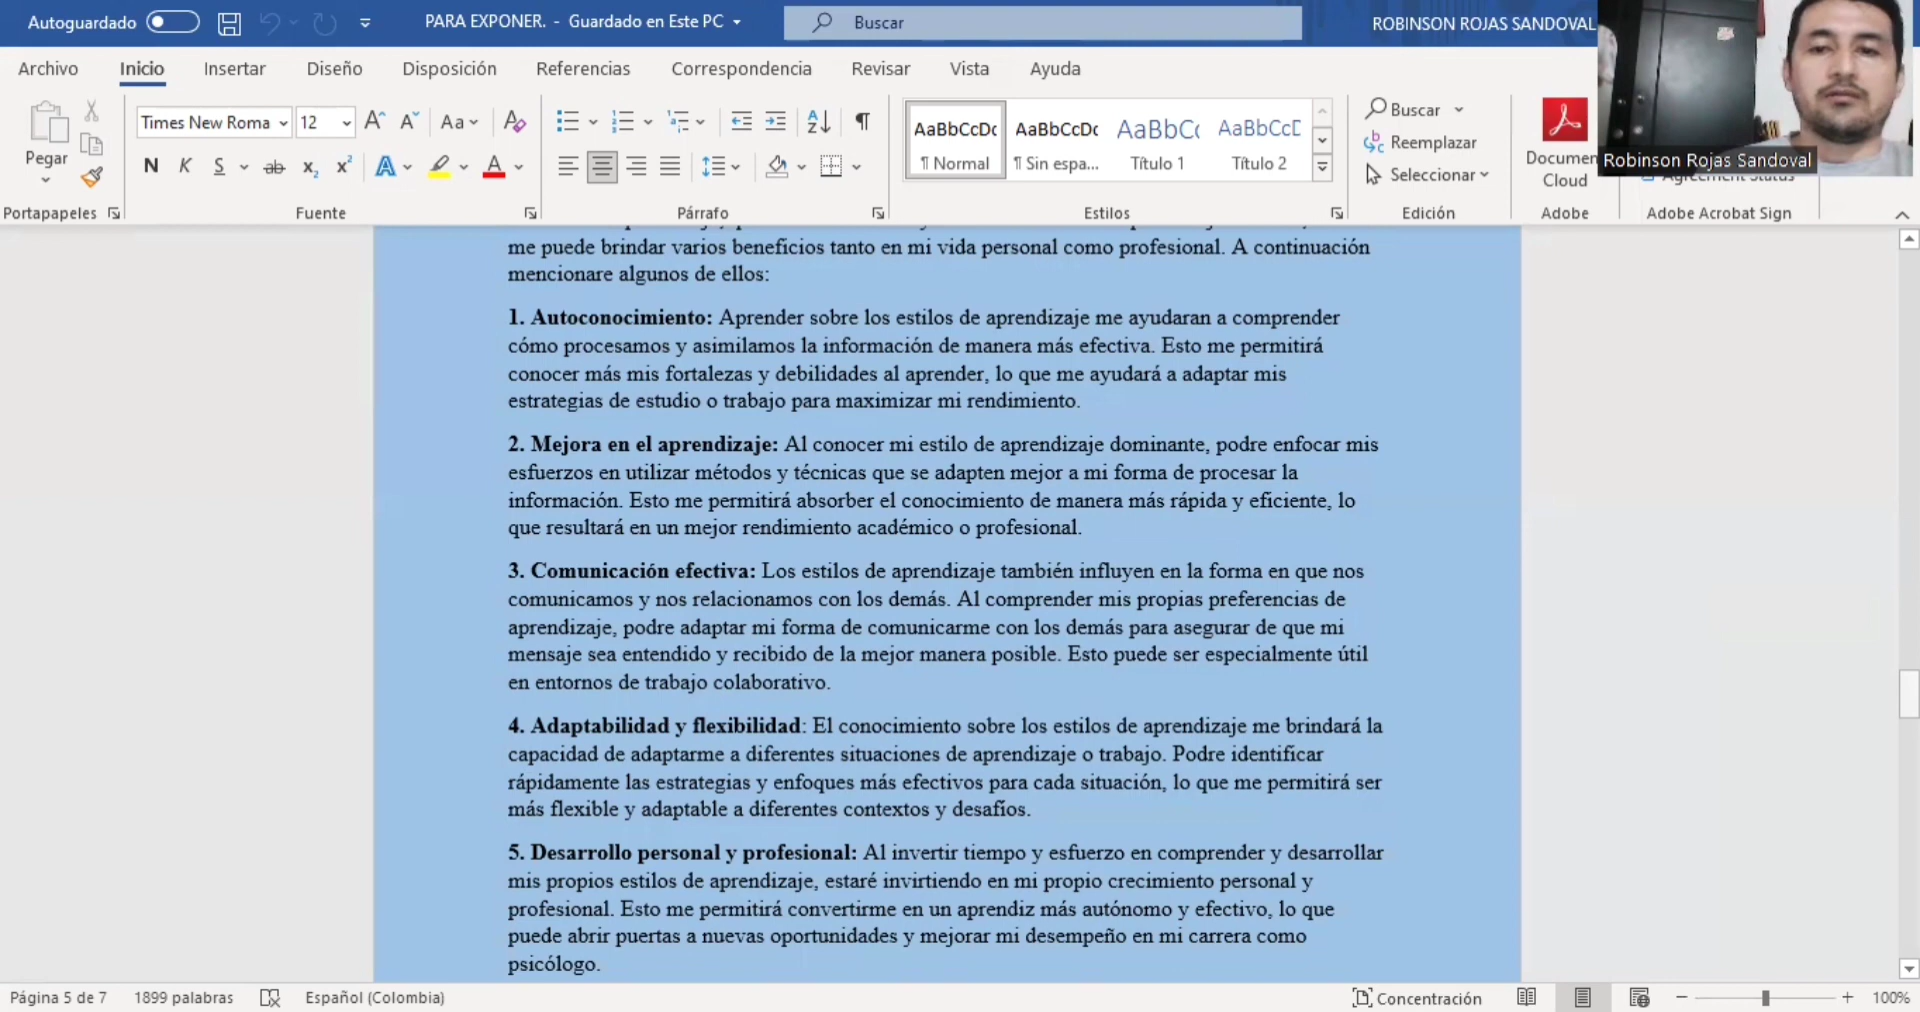 Autoguardado
PARA EXPONER. - Guardado en Este PC
Buscar
ROBINSON ROJAS SANDOVAL
Archivo Inicio Insertar Diseño Disposición Referencias Correspondencia Revisar Vista Ayuda
Pegar
Portapapeles
Times New Roma 12
Aa
N K S ab x₂ x² A A
Fuente
Párrafo
AaBbCcDc AaBbCcDc AaBbC( AaBbCcE
¶ Normal ¶ Sin espa... Título 1 Título 2
Estilos
Buscar
Reemplazar
Seleccionar
Edición
Documen
Cloud
Adobe
Agreement Status
Adobe Acrobat Sign
Robinson Rojas Sandoval
me puede brindar varios beneficios tanto en mi vida personal como profesional. A continuación
mencionare algunos de ellos:
1. Autoconocimiento: Aprender sobre los estilos de aprendizaje me ayudaran a comprender
cómo procesamos y asimilamos la información de manera más efectiva. Esto me permitirá
conocer más mis fortalezas y debilidades al aprender, lo que me ayudará a adaptar mis
estrategias de estudio o trabajo para maximizar mi rendimiento.
2. Mejora en el aprendizaje: Al conocer mi estilo de aprendizaje dominante, podre enfocar mis
esfuerzos en utilizar métodos y técnicas que se adapten mejor a mi forma de procesar la
información. Esto me permitirá absorber el conocimiento de manera más rápida y eficiente, lo
que resultará en un mejor rendimiento académico o profesional.
3. Comunicación efectiva: Los estilos de aprendizaje también influyen en la forma en que nos
comunicamos y nos relacionamos con los demás. Al comprender mis propias preferencias de
aprendizaje, podre adaptar mi forma de comunicarme con los demás para asegurar de que mi
mensaje sea entendido y recibido de la mejor manera posible. Esto puede ser especialmente útil
en entornos de trabajo colaborativo.
4. Adaptabilidad y flexibilidad: El conocimiento sobre los estilos de aprendizaje me brindará la
capacidad de adaptarme a diferentes situaciones de aprendizaje o trabajo. Podre identificar
rápidamente las estrategias y enfoques más efectivos para cada situación, lo que me permitirá ser
más flexible y adaptable a diferentes contextos y desafíos.
5. Desarrollo personal y profesional: Al invertir tiempo y esfuerzo en comprender y desarrollar
mis propios estilos de aprendizaje, estaré invirtiendo en mi propio crecimiento personal y
profesional. Esto me permitirá convertirme en un aprendiz más autónomo y efectivo, lo que
puede abrir puertas a nuevas oportunidades y mejorar mi desempeño en mi carrera como
psicólogo.
Página 5 de 7 1899 palabras Español (Colombia)
Concentración
100%